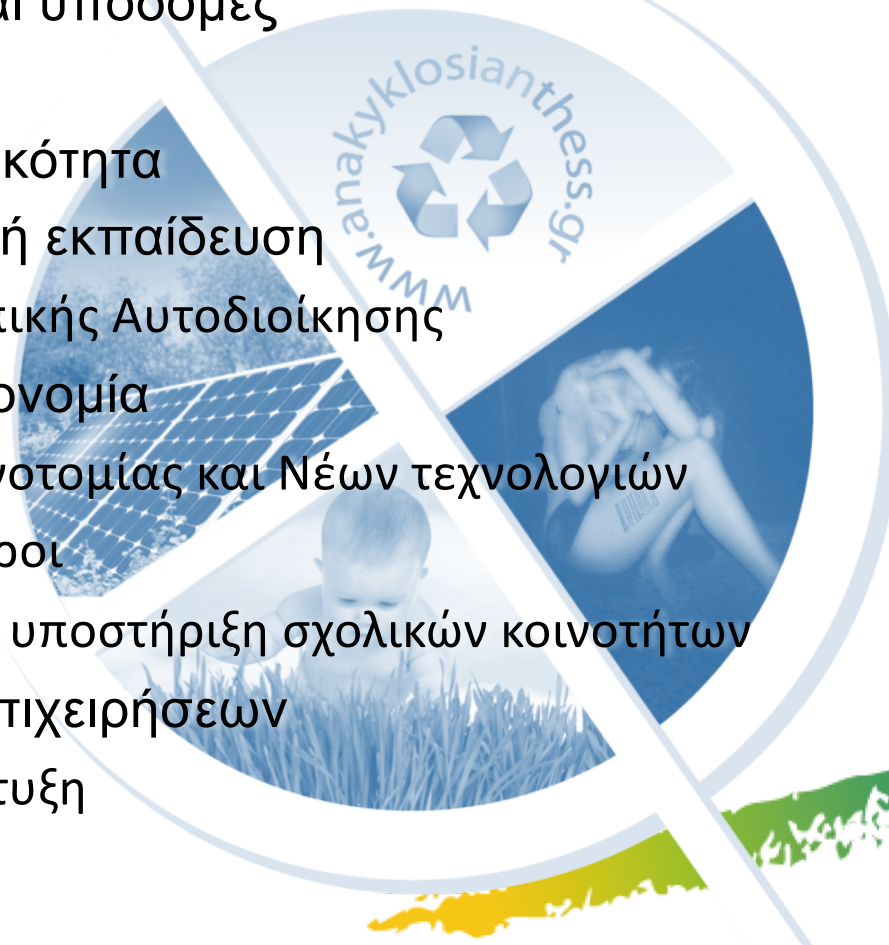 αι υποδομές
www.anakyklosianthess.gr
κότητα
ή εκπαίδευση
πικής Αυτοδιοίκησης
ονομία
νοτομίας και Νέων τεχνολογιών
ροι
υποστήριξη σχολικών κοινοτήτων
πιχειρήσεων
τυξη